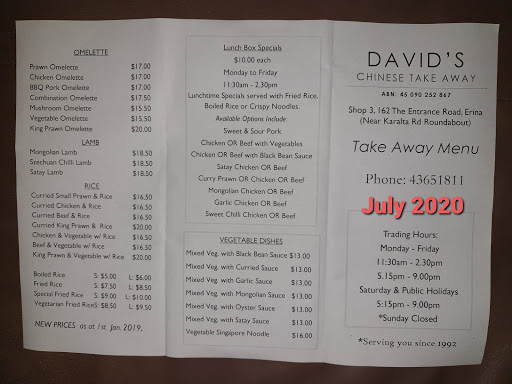 OMELETTE
Prawn Omelette $17.00
Chicken Omelette $17.00
BBQ Pork Omelette $17.00
Combination Omelette $17.50
Mushroom Omelette $15.50
Vegetable Omelette $15.50
King Prawn Omelette $20.00
LAMB
Mongolian Lamb $18.50
Szechuan Chilli Lamb $18.50
Satay Lamb $18.50
RICE
Curried Small Prawn & Rice $16.50
Curried Chicken & Rice $16.50
Curried Beef & Rice $16.50
Curried King Prawn & Rice $20.00
Chicken & Vegetable w/ Rice $16.50
Beef & Vegetable w/ Rice $16.50
King Prawn & Vegetable w/ Rice $20.00
Boiled Rice S: $5.00 L: $6.00
Fried Rice S: $7.50 L: $8.50
Special Fried Rice S: $9.00 L: $10.00
Vegetarian Fried Rice S: $8.50 L: $9.50
NEW PRICES as at 1st Jan. 2019.
Lunch Box Specials
$10.00 each
Monday to Friday
11:30am - 2.30pm
Lunchtime Specials served with Fried Rice,
Boiled Rice or Crispy Noodles.
Available Options Include
Sweet & Sour Pork
Chicken OR Beef with Vegetables
Chicken OR Beef with Black Bean Sauce
Satay Chicken OR Beef
Curry Prawn OR Chicken OR Beef
Mongolian Chicken OR Beef
Garlic Chicken OR Beef
Sweet Chilli Chicken OR Beef
VEGETABLE DISHES
Mixed Veg. with Black Bean Sauce $13.00
Mixed Veg. with Curried Sauce $13.00
Mixed Veg. with Garlic Sauce $13.00
Mixed Veg. with Mongolian Sauce $13.00
Mixed Veg. with Oyster Sauce $13.00
Mixed Veg. with Satay Sauce $13.00
Vegetable Singapore Noodle $16.00
DAVID'S
CHINESE TAKE AWAY
ABN: 45 090 252 867
Shop 3, 162 The Entrance Road, Erina
(Near Karalta Rd Roundabout)
Take Away Menu
Phone: 43651811
July 2020
Trading Hours:
Monday - Friday
11:30am - 2.30pm
5.15pm - 9.00pm
Saturday & Public Holidays
5:15pm - 9.00pm
*Sunday Closed
*Serving you since 1992